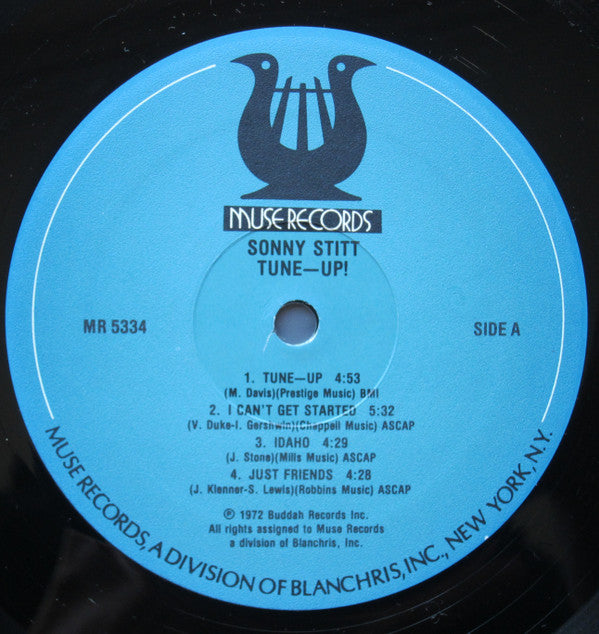 MUSE RECORDS
SONNY STITT
TUNE—UP!
MR 5334
SIDE A
1. TUNE—UP 4:53
(M. Davis)(Prestige Music) BMI
2. I CAN'T GET STARTED 5:32
(V. Duke-I. Gershwin)(Chappell Music) ASCAP
3. IDAHO 4:29
(J. Stone)(Mills Music) ASCAP
4. JUST FRIENDS 4:28
(J. Klenner-S. Lewis)(Robbins Music) ASCAP
℗ 1972 Buddah Records Inc.
All rights assigned to Muse Records
a division of Blanchris, Inc.
MUSE RECORDS, A DIVISION OF BLANCHRIS, INC., NEW YORK, N.Y.